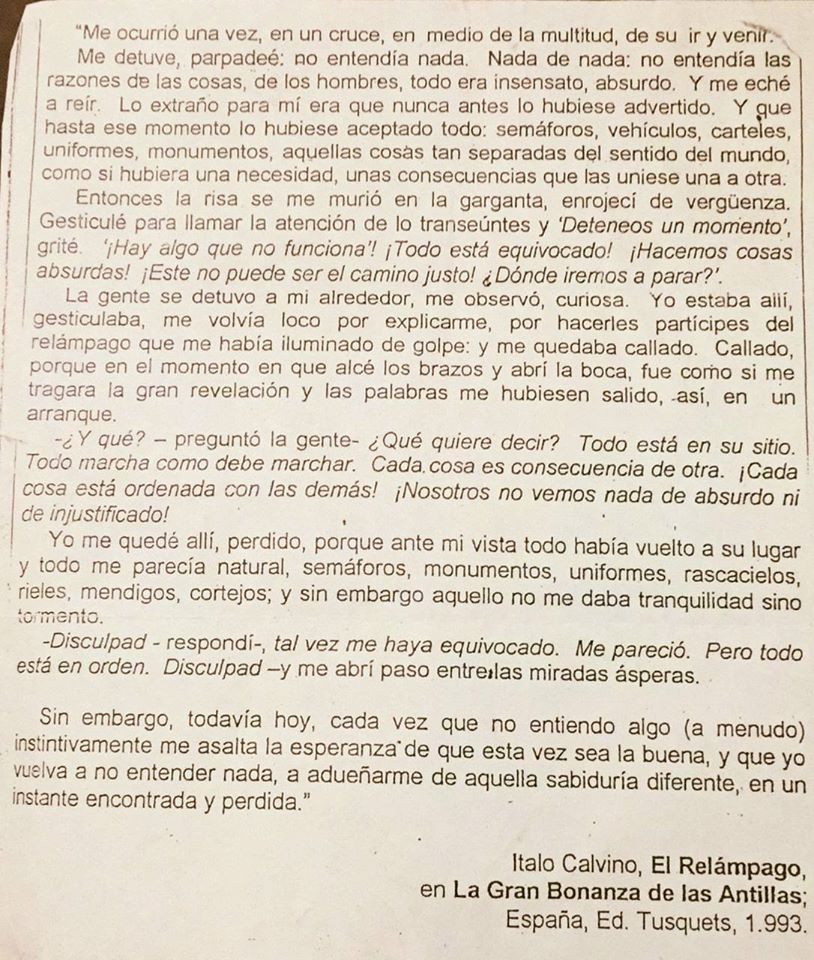 “Me ocurrió una vez, en un cruce, en medio de la multitud, de su ir y venir.
Me detuve, parpadeé: no entendía nada. Nada de nada: no entendía las
razones de las cosas, de los hombres, todo era insensato, absurdo. Y me eché
a reír. Lo extraño para mí era que nunca antes lo hubiese advertido. Y que
hasta ese momento lo hubiese aceptado todo: semáforos, vehículos, carteles,
uniformes, monumentos, aquellas cosas tan separadas del sentido del mundo,
como si hubiera una necesidad, unas consecuencias que las uniese una a otra.
Entonces la risa se me murió en la garganta, enrojecí de vergüenza.
Gesticulé para llamar la atención de lo transeúntes y ‘Deteneos un momento’,
grité. ‘¡Hay algo que no funciona’! ¡Todo está equivocado! ¡Hacemos cosas
absurdas! ¡Este no puede ser el camino justo! ¿Dónde iremos a parar?’.
La gente se detuvo a mi alrededor, me observó, curiosa. Yo estaba allí,
gesticulaba, me volvía loco por explicarme, por hacerles partícipes del
relámpago que me había iluminado de golpe: y me quedaba callado. Callado,
porque en el momento en que alcé los brazos y abrí la boca, fue como si me
tragara la gran revelación y las palabras me hubiesen salido, así, en un
arranque.
-¿Y qué? – preguntó la gente- ¿Qué quiere decir? Todo está en su sitio.
Todo marcha como debe marchar. Cada cosa es consecuencia de otra. ¡Cada
cosa está ordenada con las demás! ¡Nosotros no vemos nada de absurdo ni
de injustificado!
Yo me quedé allí, perdido, porque ante mi vista todo había vuelto a su lugar
y todo me parecía natural, semáforos, monumentos, uniformes, rascacielos,
rieles, mendigos, cortejos; y sin embargo aquello no me daba tranquilidad sino
tormento.
-Disculpad - respondí-, tal vez me haya equivocado. Me pareció. Pero todo
está en orden. Disculpad –y me abrí paso entre las miradas ásperas.
Sin embargo, todavía hoy, cada vez que no entiendo algo (a menudo)
instintivamente me asalta la esperanza de que esta vez sea la buena, y que yo
vuelva a no entender nada, a adueñarme de aquella sabiduría diferente, en un
instante encontrada y perdida.”
Italo Calvino, El Relámpago,
en La Gran Bonanza de las Antillas;
España, Ed. Tusquets, 1.993.